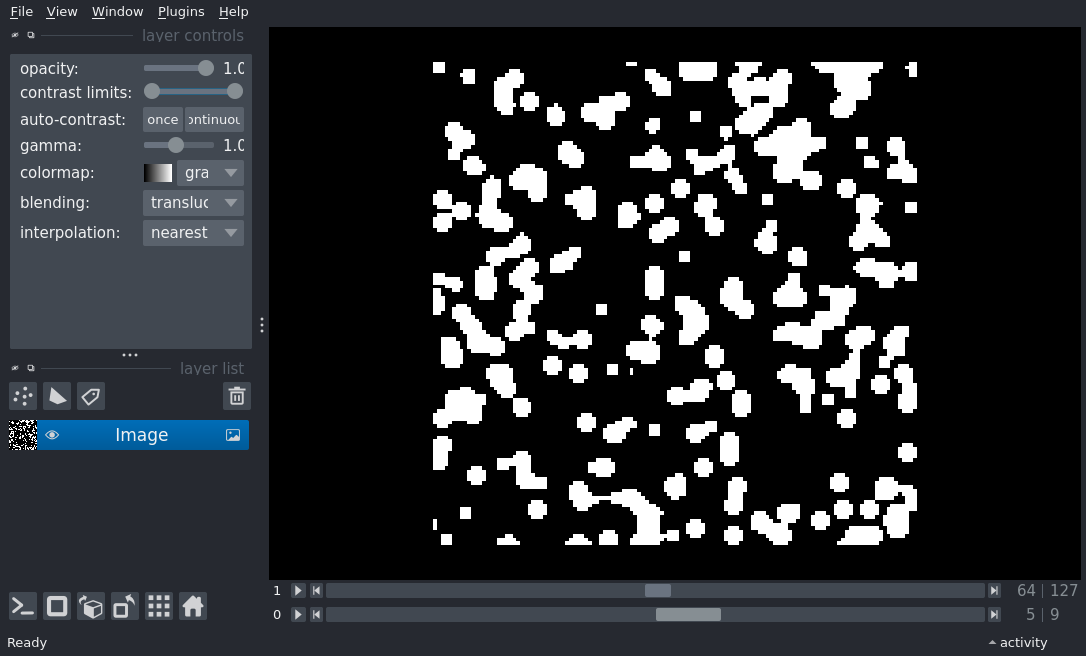 File View Window Plugins Help
layer controls
opacity: 1.0
contrast limits:
auto-contrast: once ontinuou
gamma: 1.0
colormap: gra
blending: transluc
interpolation: nearest
layer list
Image
1 64 | 127
0 5 | 9
Ready activity